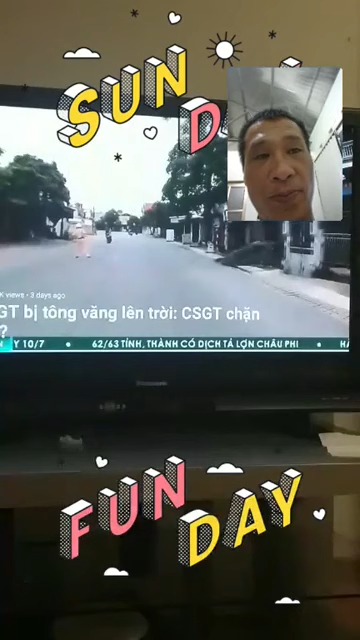 SUN
D
K views • 3 days ago
GT bị tông văng lên trời: CSGT chặn
?
Y 10/7 • 62/63 TỈNH, THÀNH CÓ DỊCH TẢ LỢN CHÂU PHI • HÀ
FUN
DAY